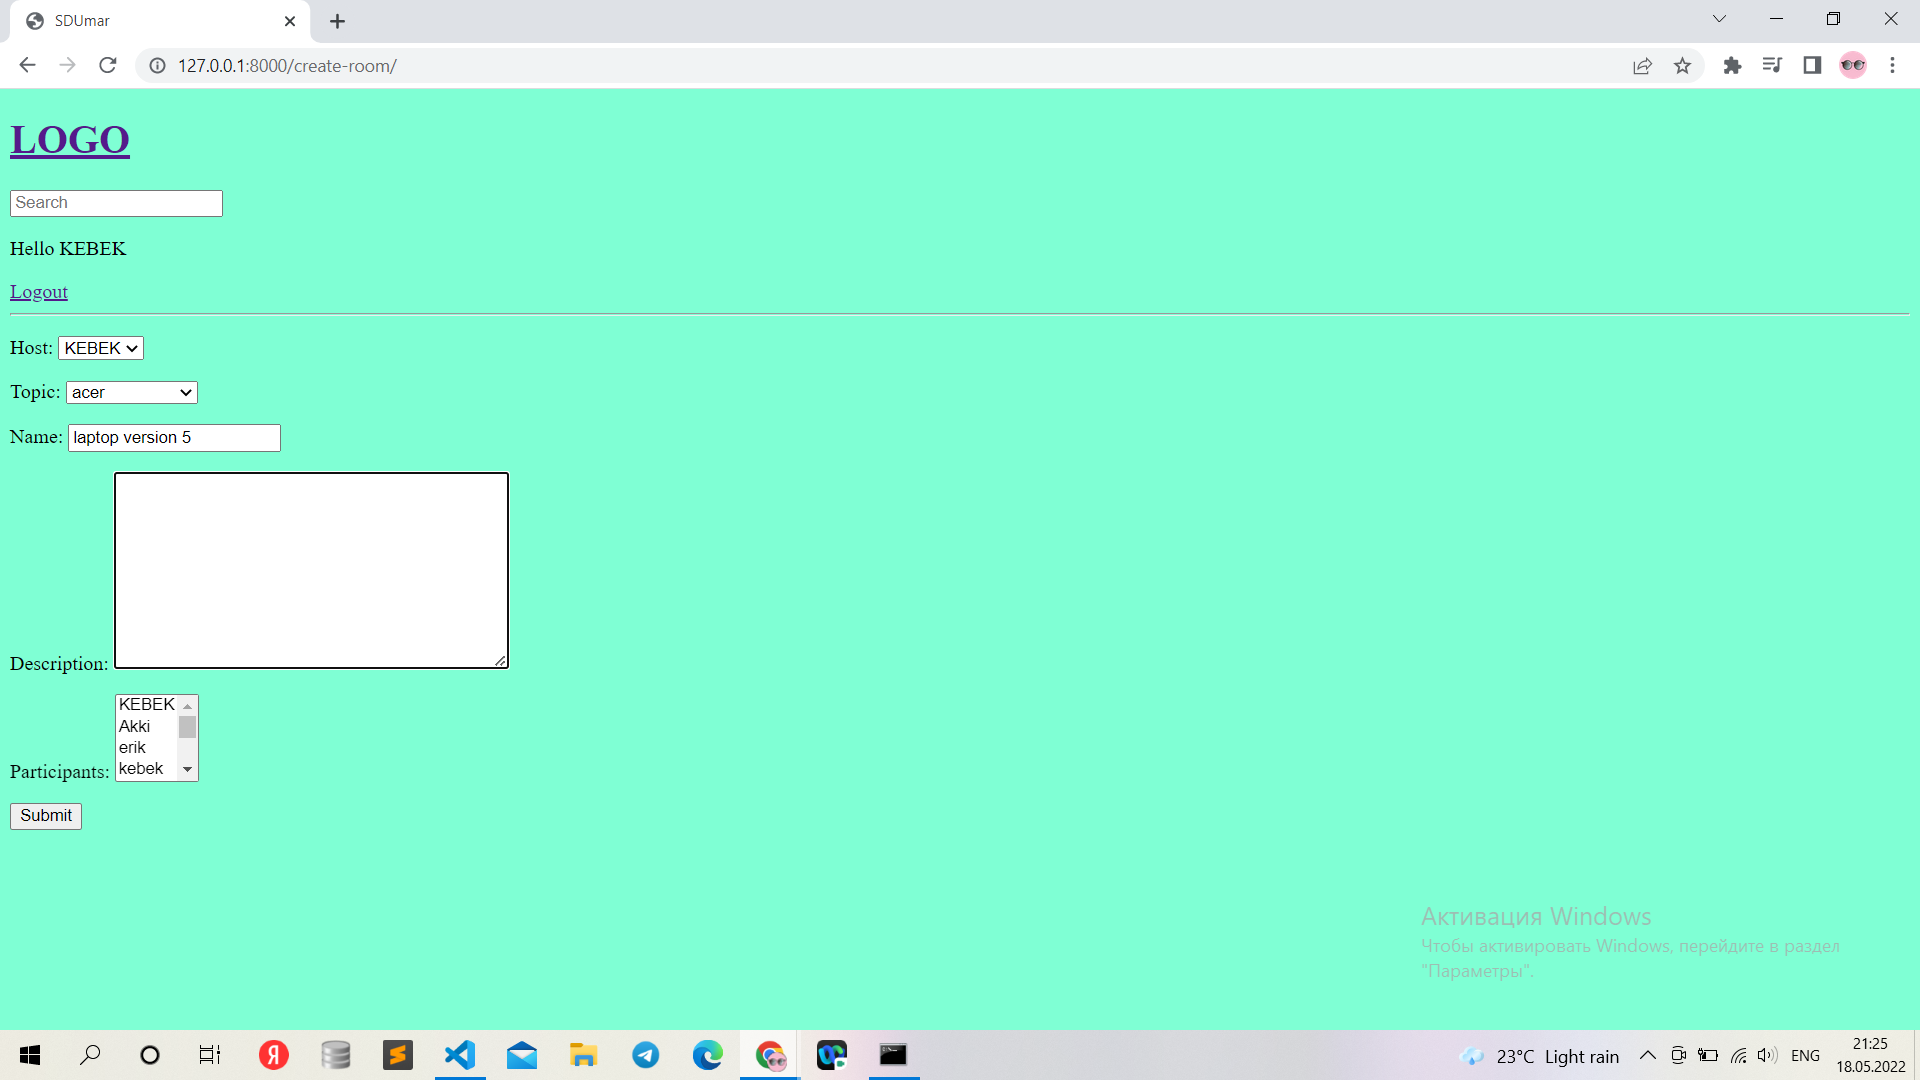 SDUmar
127.0.0.1:8000/create-room/
LOGO
Search
Hello KEBEK
Logout
Host: KEBEK
Topic: acer
Name: laptop version 5
Description:
KEBEK
Akki
erik
kebek
Participants:
Submit
Активация Windows
Чтобы активировать Windows, перейдите в раздел
"Параметры".
23°C Light rain
ENG
21:25
18.05.2022